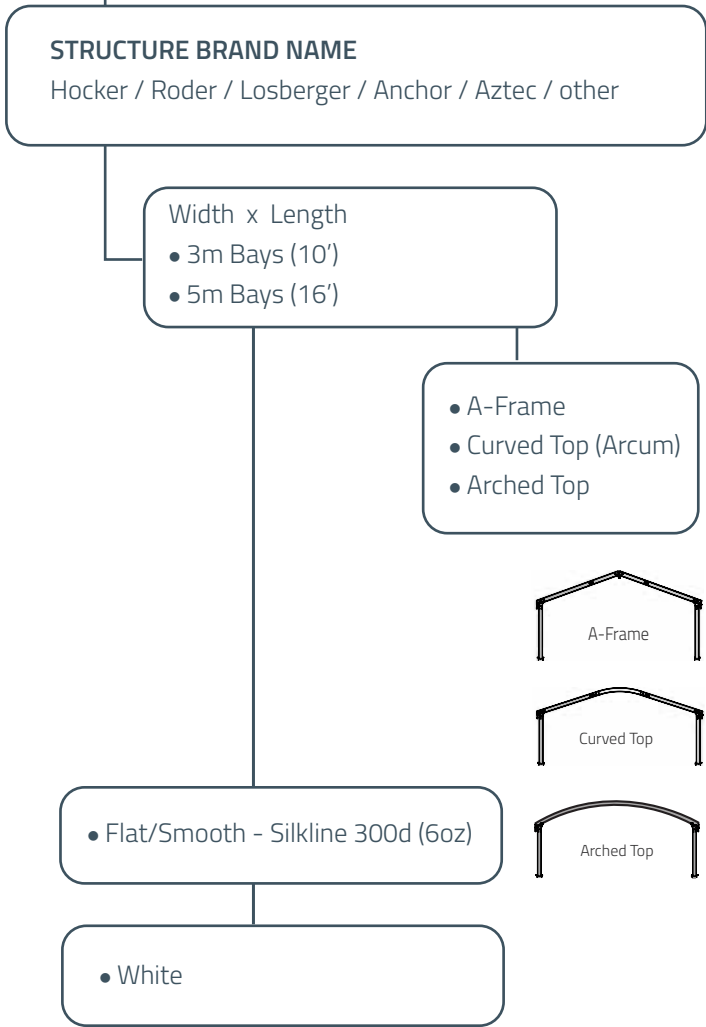 STRUCTURE BRAND NAME
Hocker / Roder / Losberger / Anchor / Aztec / other
Width x Length
• 3m Bays (10’)
• 5m Bays (16’)
• A-Frame
• Curved Top (Arcum)
• Arched Top
A-Frame
Curved Top
Arched Top
• Flat/Smooth - Silkline 300d (6oz)
• White